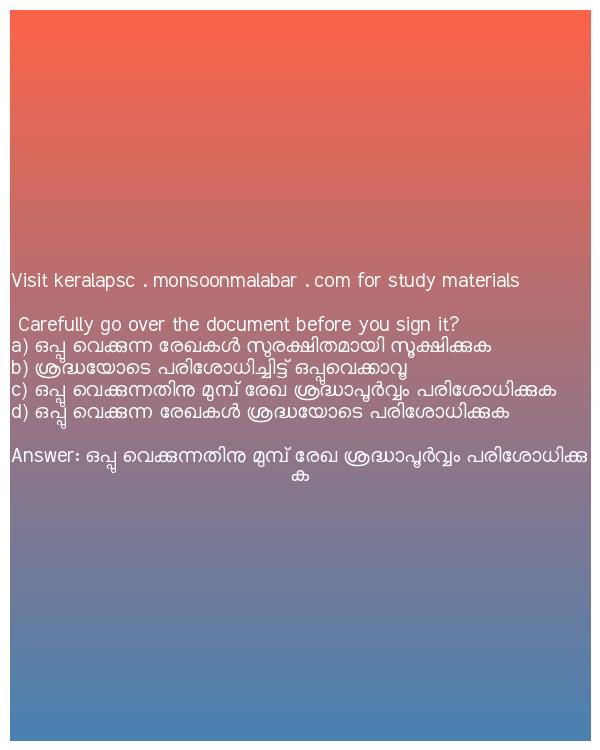 Visit keralapsc . monsoonmalabar . com for study materials
Carefully go over the document before you sign it?
a) ഒപ്പു വെക്കുന്ന രേഖകൾ സുരക്ഷിതമായി സൂക്ഷിക്കുക
b) ശ്രദ്ധയോടെ പരിശോധിച്ചിട്ട് ഒപ്പുവെക്കാവൂ
c) ഒപ്പു വെക്കുന്നതിനു മുമ്പ് രേഖ ശ്രദ്ധാപൂർവ്വം പരിശോധിക്കുക
d) ഒപ്പു വെക്കുന്ന രേഖകൾ ശ്രദ്ധയോടെ പരിശോധിക്കുക
Answer: ഒപ്പു വെക്കുന്നതിനു മുമ്പ് രേഖ ശ്രദ്ധാപൂർവ്വം പരിശോധിക്കു
ക